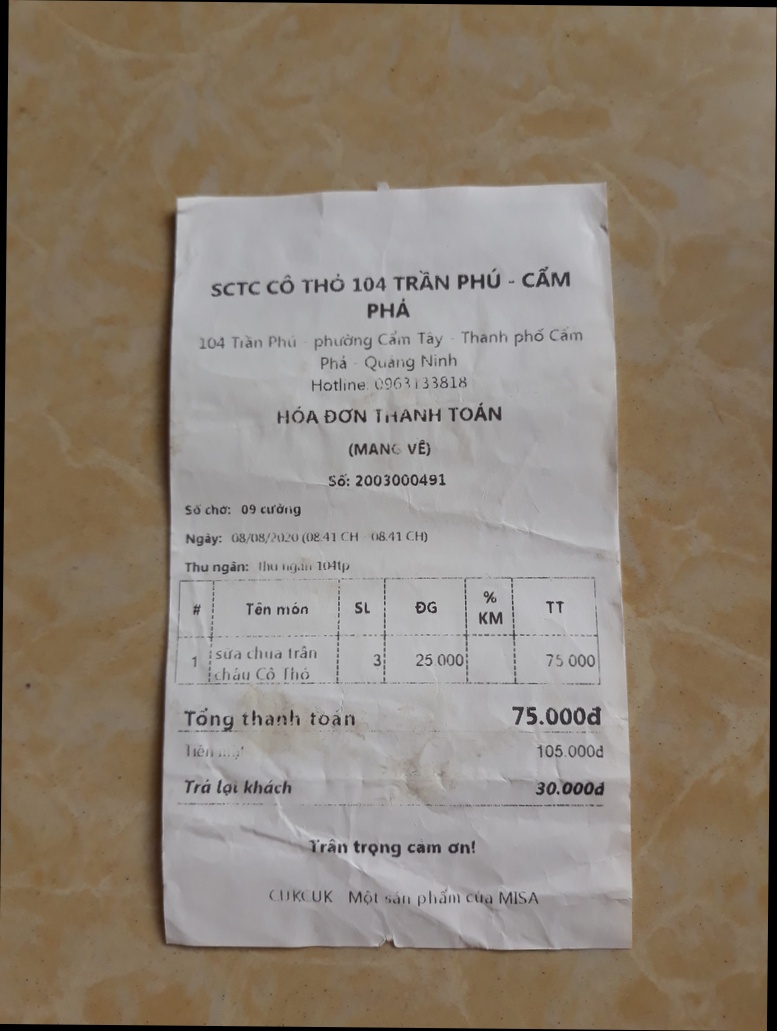 SCTC CÔ THỎ 104 TRẦN PHÚ - CẨM
PHẢ
104 Trần Phú - phường Cẩm Tây - Thành phố Cẩm
Phả - Quảng Ninh
Hotline: 0963133818
HÓA ĐƠN THANH TOÁN
(MANG VỀ)
Số: 2003000491
Số chờ: 09 cường
Ngày: 08/08/2020 (08:41 CH - 08:41 CH)
Thu ngân: thu ngân 104tp
# Tên món SL ĐG % KM TT
1 sữa chua trân 3 25.000 75.000
châu Cô Thỏ
Tổng thanh toán 75.000đ
Tiền mặt 105.000đ
Trả lại khách 30.000đ
Trân trọng cảm ơn!
CUKCUK - Một sản phẩm của MISA